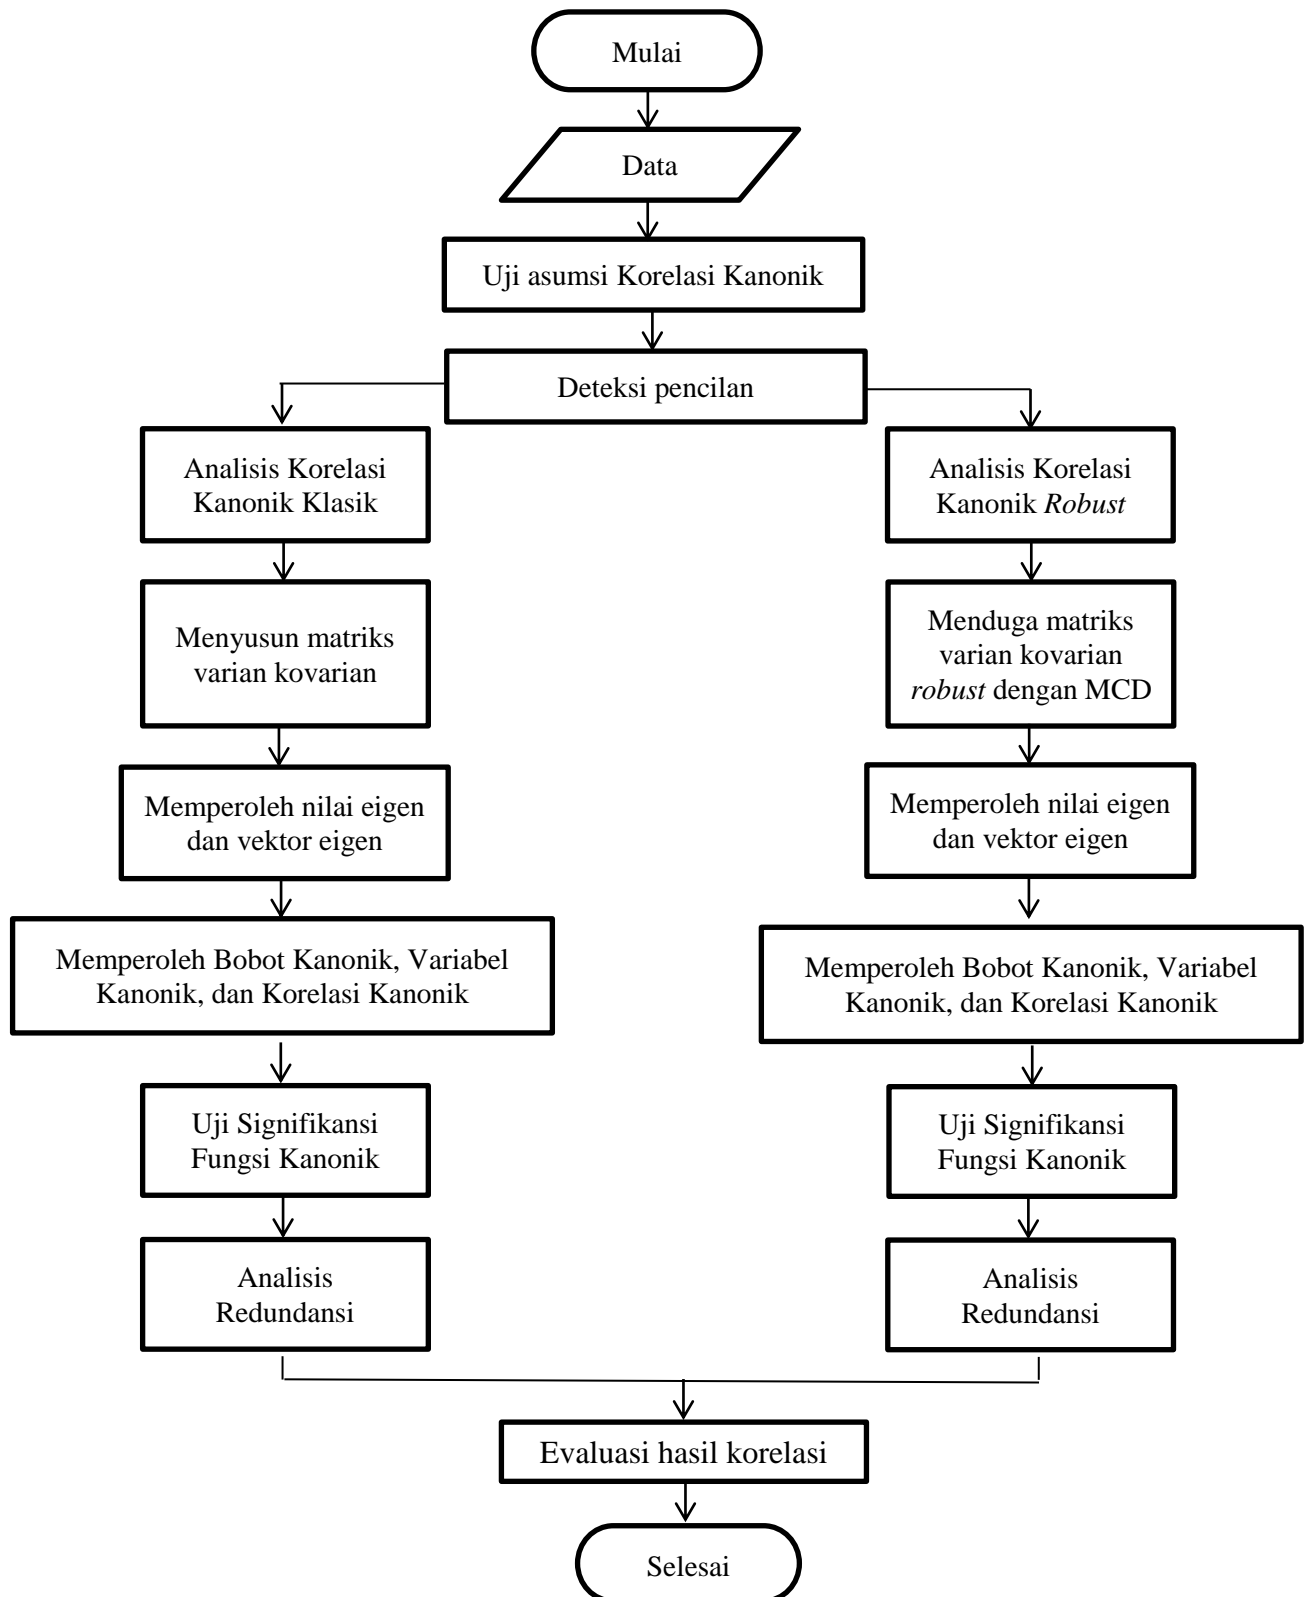 Mulai
Data
Uji asumsi Korelasi Kanonik
Deteksi pencilan
Analisis Korelasi
Kanonik Klasik
Analisis Korelasi
Kanonik Robust
Menyusun matriks
varian kovarian
Menduga matriks
varian kovarian
robust dengan MCD
Memperoleh nilai eigen
dan vektor eigen
Memperoleh nilai eigen
dan vektor eigen
Memperoleh Bobot Kanonik, Variabel
Kanonik, dan Korelasi Kanonik
Memperoleh Bobot Kanonik, Variabel
Kanonik, dan Korelasi Kanonik
Uji Signifikansi
Fungsi Kanonik
Uji Signifikansi
Fungsi Kanonik
Analisis
Redundansi
Analisis
Redundansi
Evaluasi hasil korelasi
Selesai